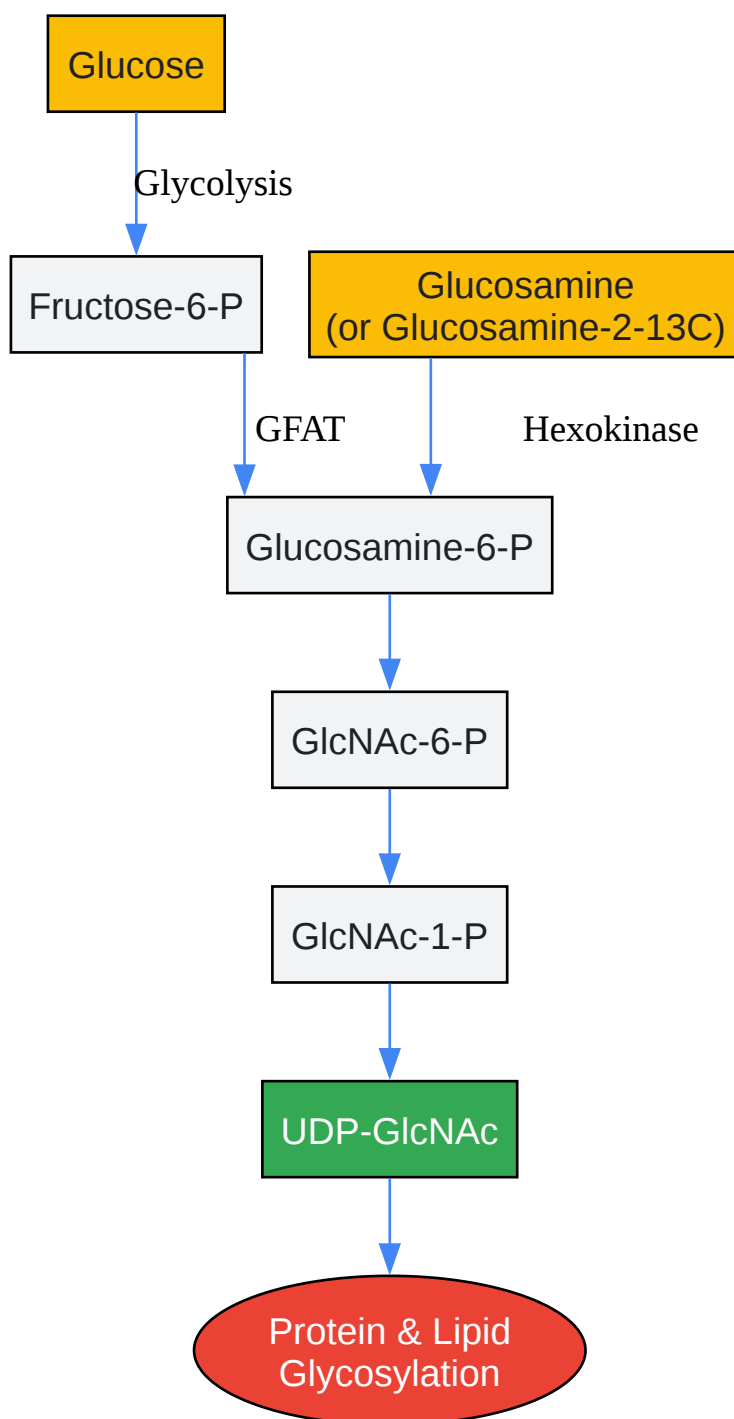 Glucose
Glycolysis
Fructose-6-P
Glucosamine
(or Glucosamine-2-13C)
GFAT
Hexokinase
Glucosamine-6-P
GlcNAc-6-P
GlcNAc-1-P
UDP-GlcNAc
Protein & Lipid
Glycosylation